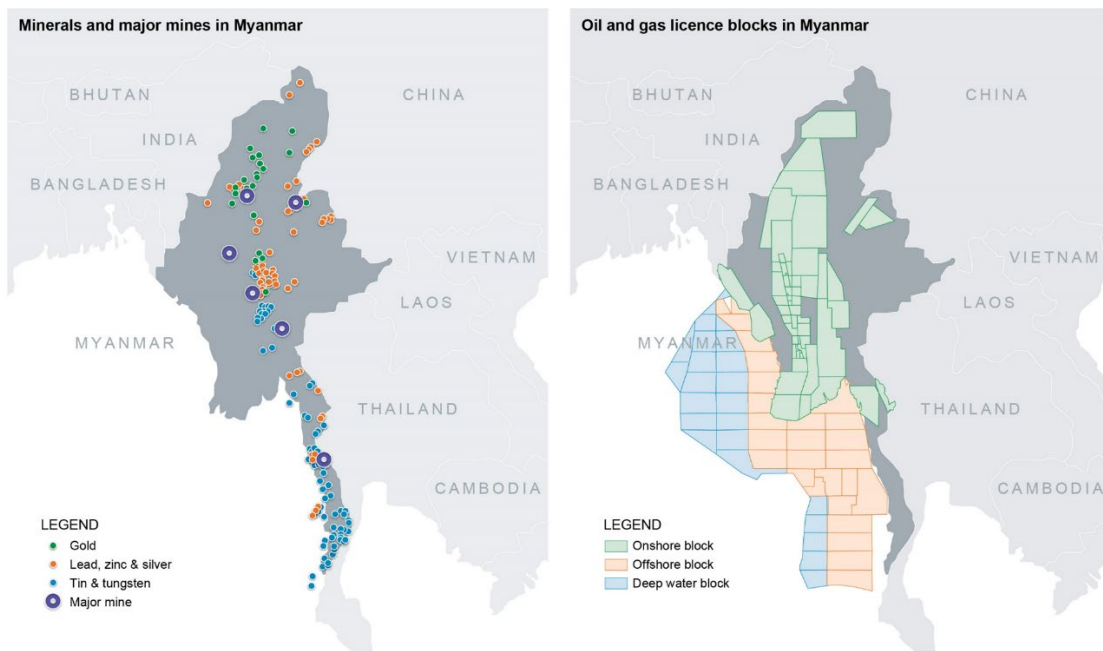 Minerals and major mines in Myanmar
BHUTAN
CHINA
INDIA
BANGLADESH
VIETNAM
LAOS
MYANMAR
THAILAND
CAMBODIA
LEGEND
Gold
Lead, zinc & silver
Tin & tungsten
Major mine
Oil and gas licence blocks in Myanmar
BHUTAN
CHINA
INDIA
BANGLADESH
VIETNAM
LAOS
MYANMAR
THAILAND
CAMBODIA
LEGEND
Onshore block
Offshore block
Deep water block